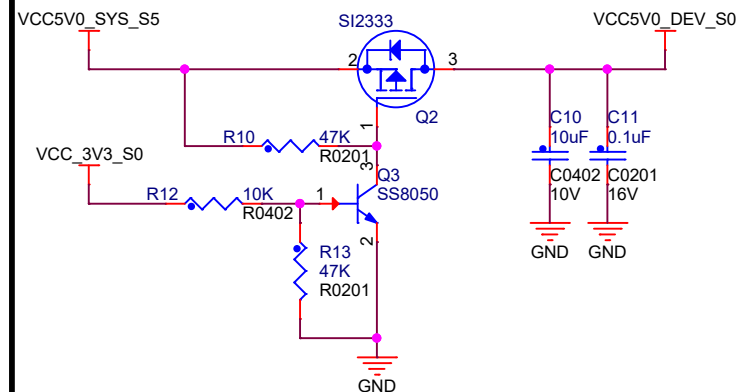 VCC5V0_SYS_S5
SI2333
VCC5V0_DEV_S0
2
3
Q2
1
R10
47K
R0201
C10
10uF
C0402
10V
C11
0.1uF
C0201
16V
VCC_3V3_S0
3
Q3
SS8050
R12
10K
R0402
1
2
R13
47K
R0201
GND
GND
GND